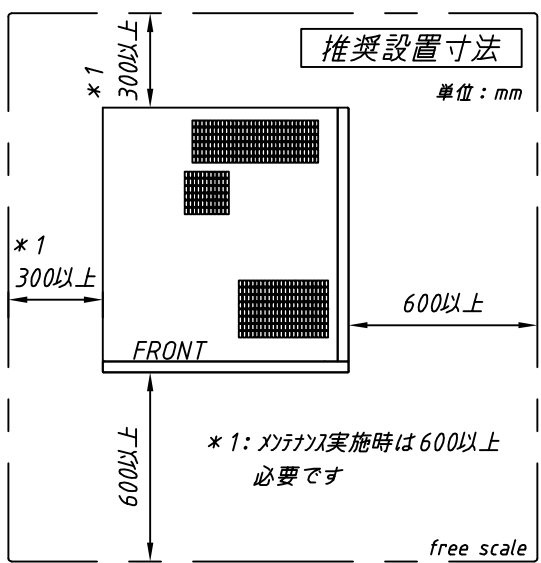 推奨設置寸法
単位：mm
＊1
300以上
＊1
300以上
600以上
FRONT
600以上
＊1：メンテナンス実施時は600以上
必要です
free scale